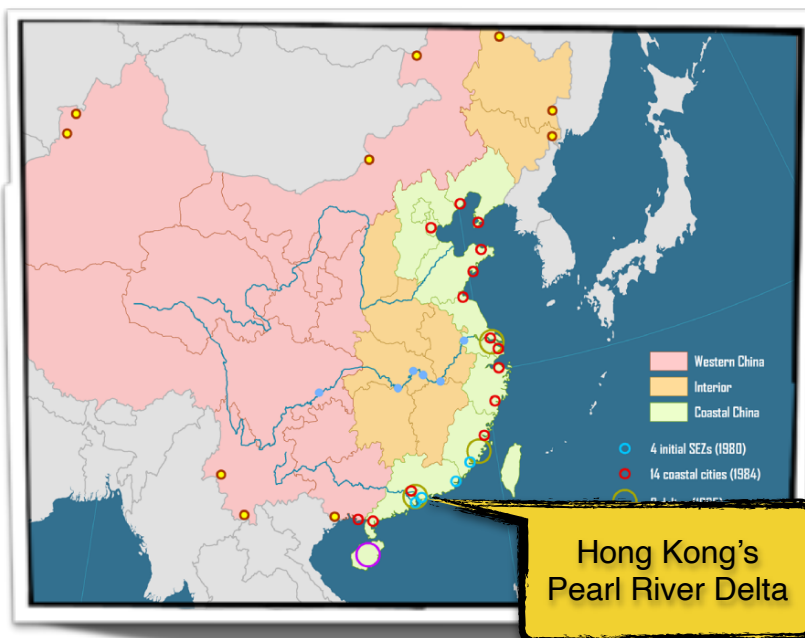 Western China
Interior
Coastal China
4 initial SEZs (1980)
14 coastal cities (1984)
Hong Kong’s
Pearl River Delta